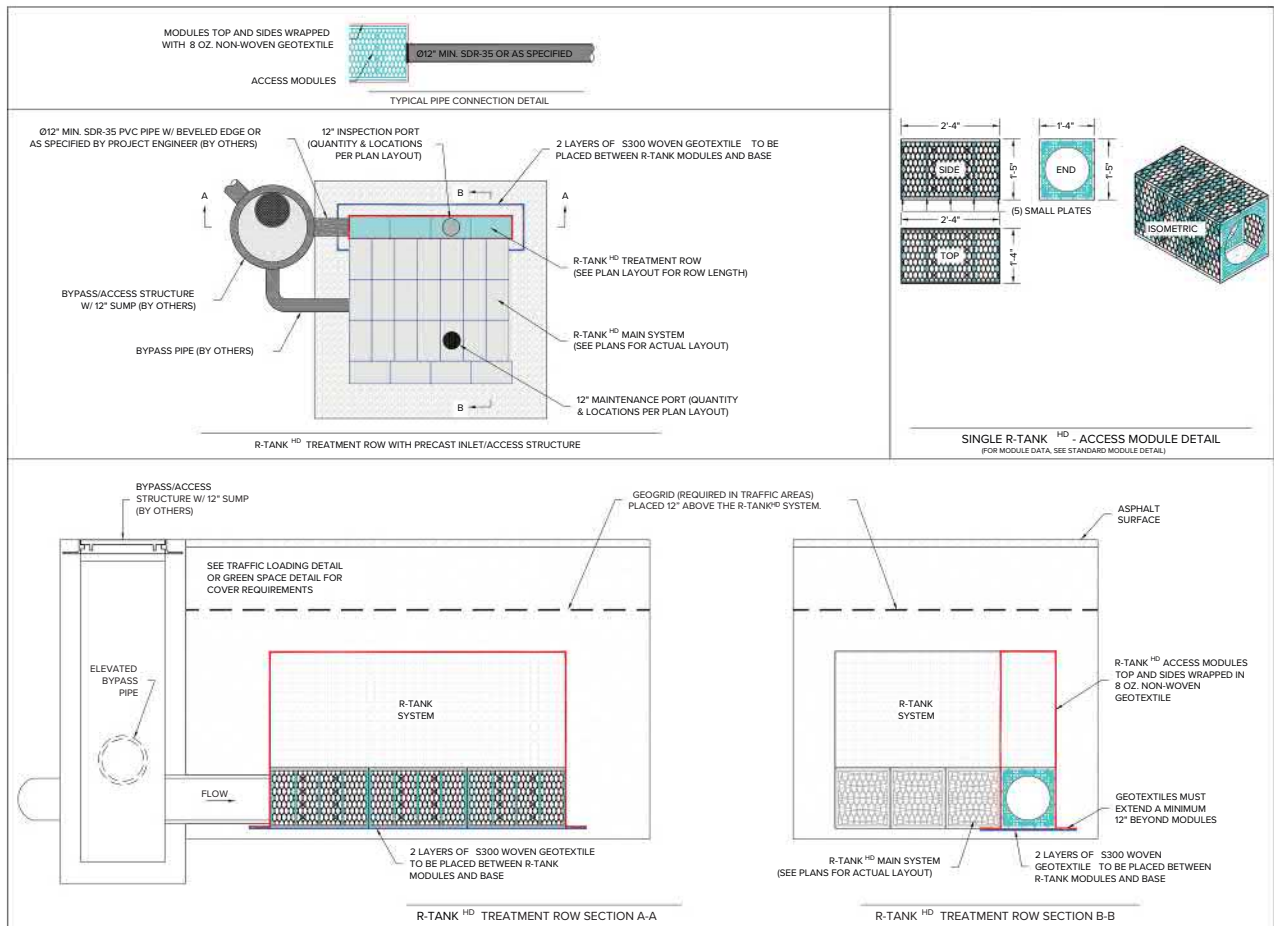 MODULES TOP AND SIDES WRAPPED
WITH 8 OZ. NON-WOVEN GEOTEXTILE
Ø12" MIN. SDR-35 OR AS SPECIFIED
ACCESS MODULES
TYPICAL PIPE CONNECTION DETAIL
Ø12" MIN. SDR-35 PVC PIPE W/ BEVELED EDGE OR
AS SPECIFIED BY PROJECT ENGINEER (BY OTHERS)
12" INSPECTION PORT
(QUANTITY & LOCATIONS
PER PLAN LAYOUT)
2 LAYERS OF S300 WOVEN GEOTEXTILE TO BE
PLACED BETWEEN R-TANK MODULES AND BASE
A
B
A
R-TANK HD TREATMENT ROW
(SEE PLAN LAYOUT FOR ROW LENGTH)
BYPASS/ACCESS STRUCTURE
W/ 12" SUMP (BY OTHERS)
BYPASS PIPE (BY OTHERS)
R-TANK HD MAIN SYSTEM
(SEE PLANS FOR ACTUAL LAYOUT)
B
12" MAINTENANCE PORT (QUANTITY
& LOCATIONS PER PLAN LAYOUT)
R-TANK HD TREATMENT ROW WITH PRECAST INLET/ACCESS STRUCTURE
2'-4"
1'-4"
SIDE
1'-5"
END
1'-5"
(5) SMALL PLATES
2'-4"
TOP
1'-4"
ISOMETRIC
SINGLE R-TANK HD - ACCESS MODULE DETAIL
(FOR MODULE DATA, SEE STANDARD MODULE DETAIL)
BYPASS/ACCESS
STRUCTURE W/ 12" SUMP
(BY OTHERS)
GEOGRID (REQUIRED IN TRAFFIC AREAS)
PLACED 12" ABOVE THE R-TANKHD SYSTEM.
ASPHALT
SURFACE
SEE TRAFFIC LOADING DETAIL
OR GREEN SPACE DETAIL FOR
COVER REQUIREMENTS
ELEVATED
BYPASS
PIPE
R-TANK
SYSTEM
FLOW
2 LAYERS OF S300 WOVEN GEOTEXTILE
TO BE PLACED BETWEEN R-TANK
MODULES AND BASE
R-TANK HD TREATMENT ROW SECTION A-A
R-TANK
SYSTEM
R-TANK HD ACCESS MODULES
TOP AND SIDES WRAPPED IN
8 OZ. NON-WOVEN
GEOTEXTILE
GEOTEXTILES MUST
EXTEND A MINIMUM
12" BEYOND MODULES
R-TANK HD MAIN SYSTEM
(SEE PLANS FOR ACTUAL LAYOUT)
2 LAYERS OF S300 WOVEN
GEOTEXTILE TO BE PLACED BETWEEN
R-TANK MODULES AND BASE
R-TANK HD TREATMENT ROW SECTION B-B